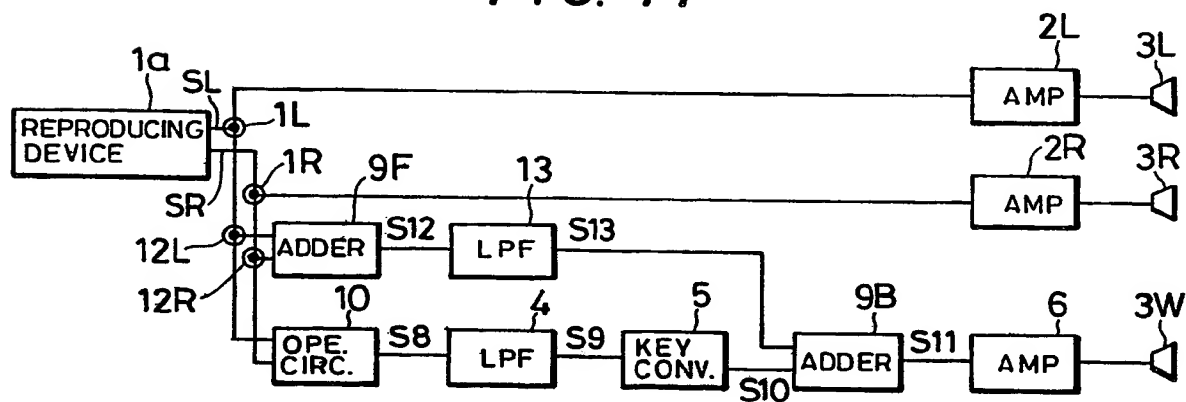 1a
SL
REPRODUCING
DEVICE
1L
SR
1R
2L
AMP
3L
2R
AMP
3R
12L
12R
9F
ADDER
S12
13
LPF
S13
10
OPE.
CIRC.
S8
4
LPF
S9
5
KEY
CONV.
S10
9B
ADDER
S11
6
AMP
3W